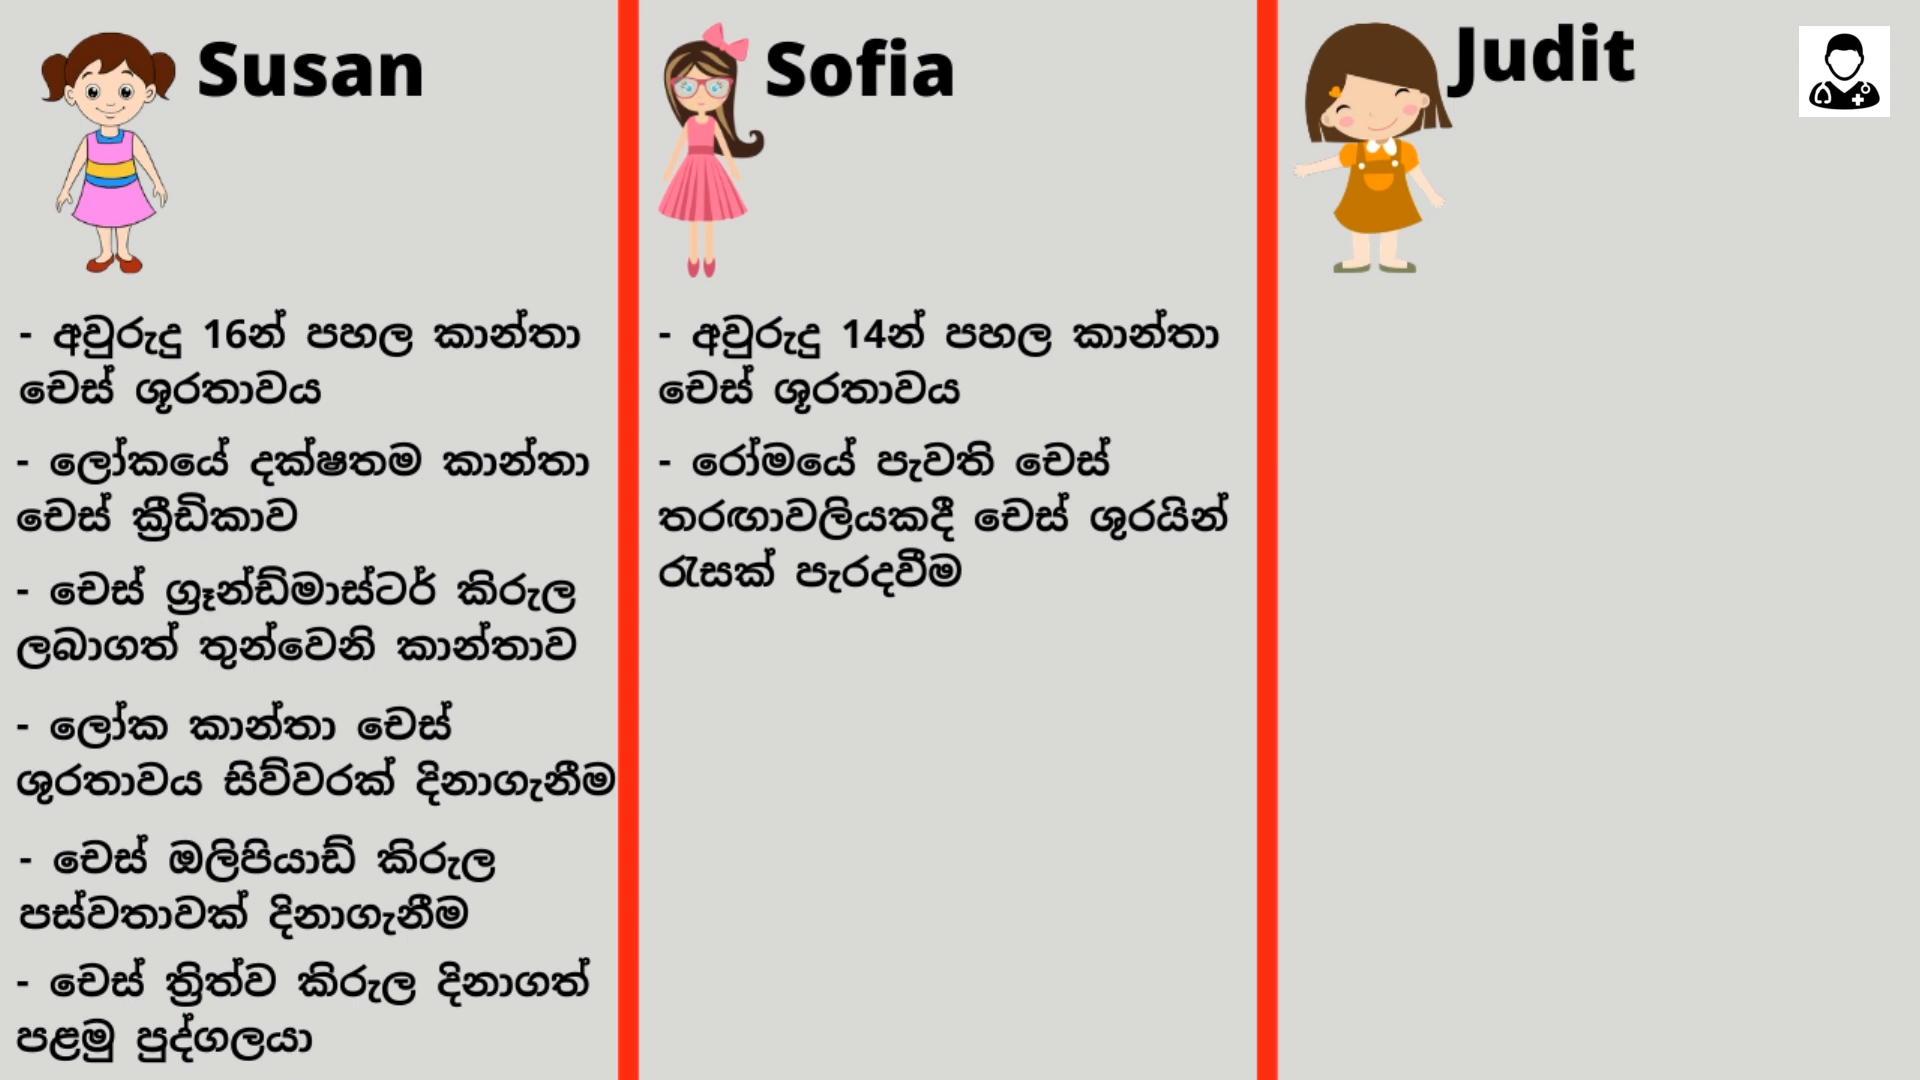 Susan
- අවුරුදු 16න් පහල කාන්තා
චෙස් ශූරතාවය
- ලෝකයේ දක්ෂතම කාන්තා
චෙස් ක්‍රීඩිකාව
- චෙස් ග්‍රෑන්ඩ්මාස්ටර් කිරුල
ලබාගත් තුන්වෙනි කාන්තාව
- ලෝක කාන්තා චෙස්
ශුරතාවය සිව්වරක් දිනාගැනීම
- චෙස් ඔලිපියාඩ් කිරුල
පස්වතාවක් දිනාගැනීම
- චෙස් ත්‍රිත්ව කිරුල දිනාගත්
පළමු පුද්ගලයා
Sofia
- අවුරුදු 14න් පහල කාන්තා
චෙස් ශූරතාවය
- රෝමයේ පැවති චෙස්
තරඟාවලියකදී චෙස් ශුරයින්
රැසක් පැරදවීම
Judit